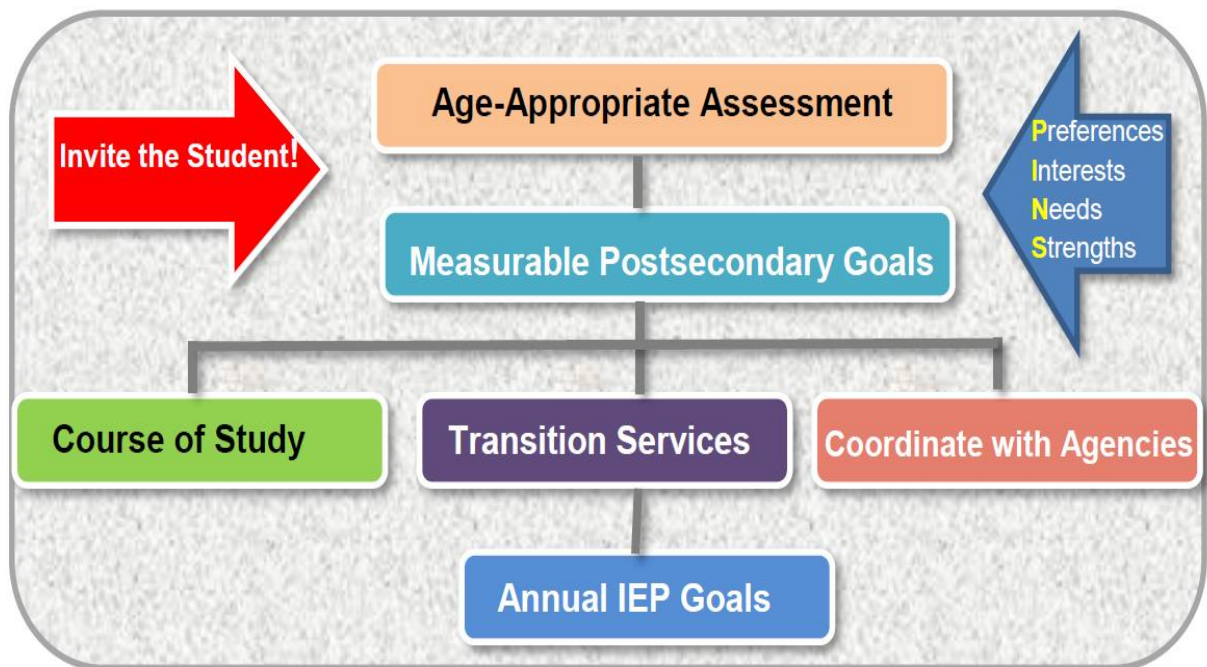 Age-Appropriate Assessment
Invite the Student!
Preferences
Interests
Needs
Strengths
Measurable Postsecondary Goals
Course of Study
Transition Services
Coordinate with Agencies
Annual IEP Goals